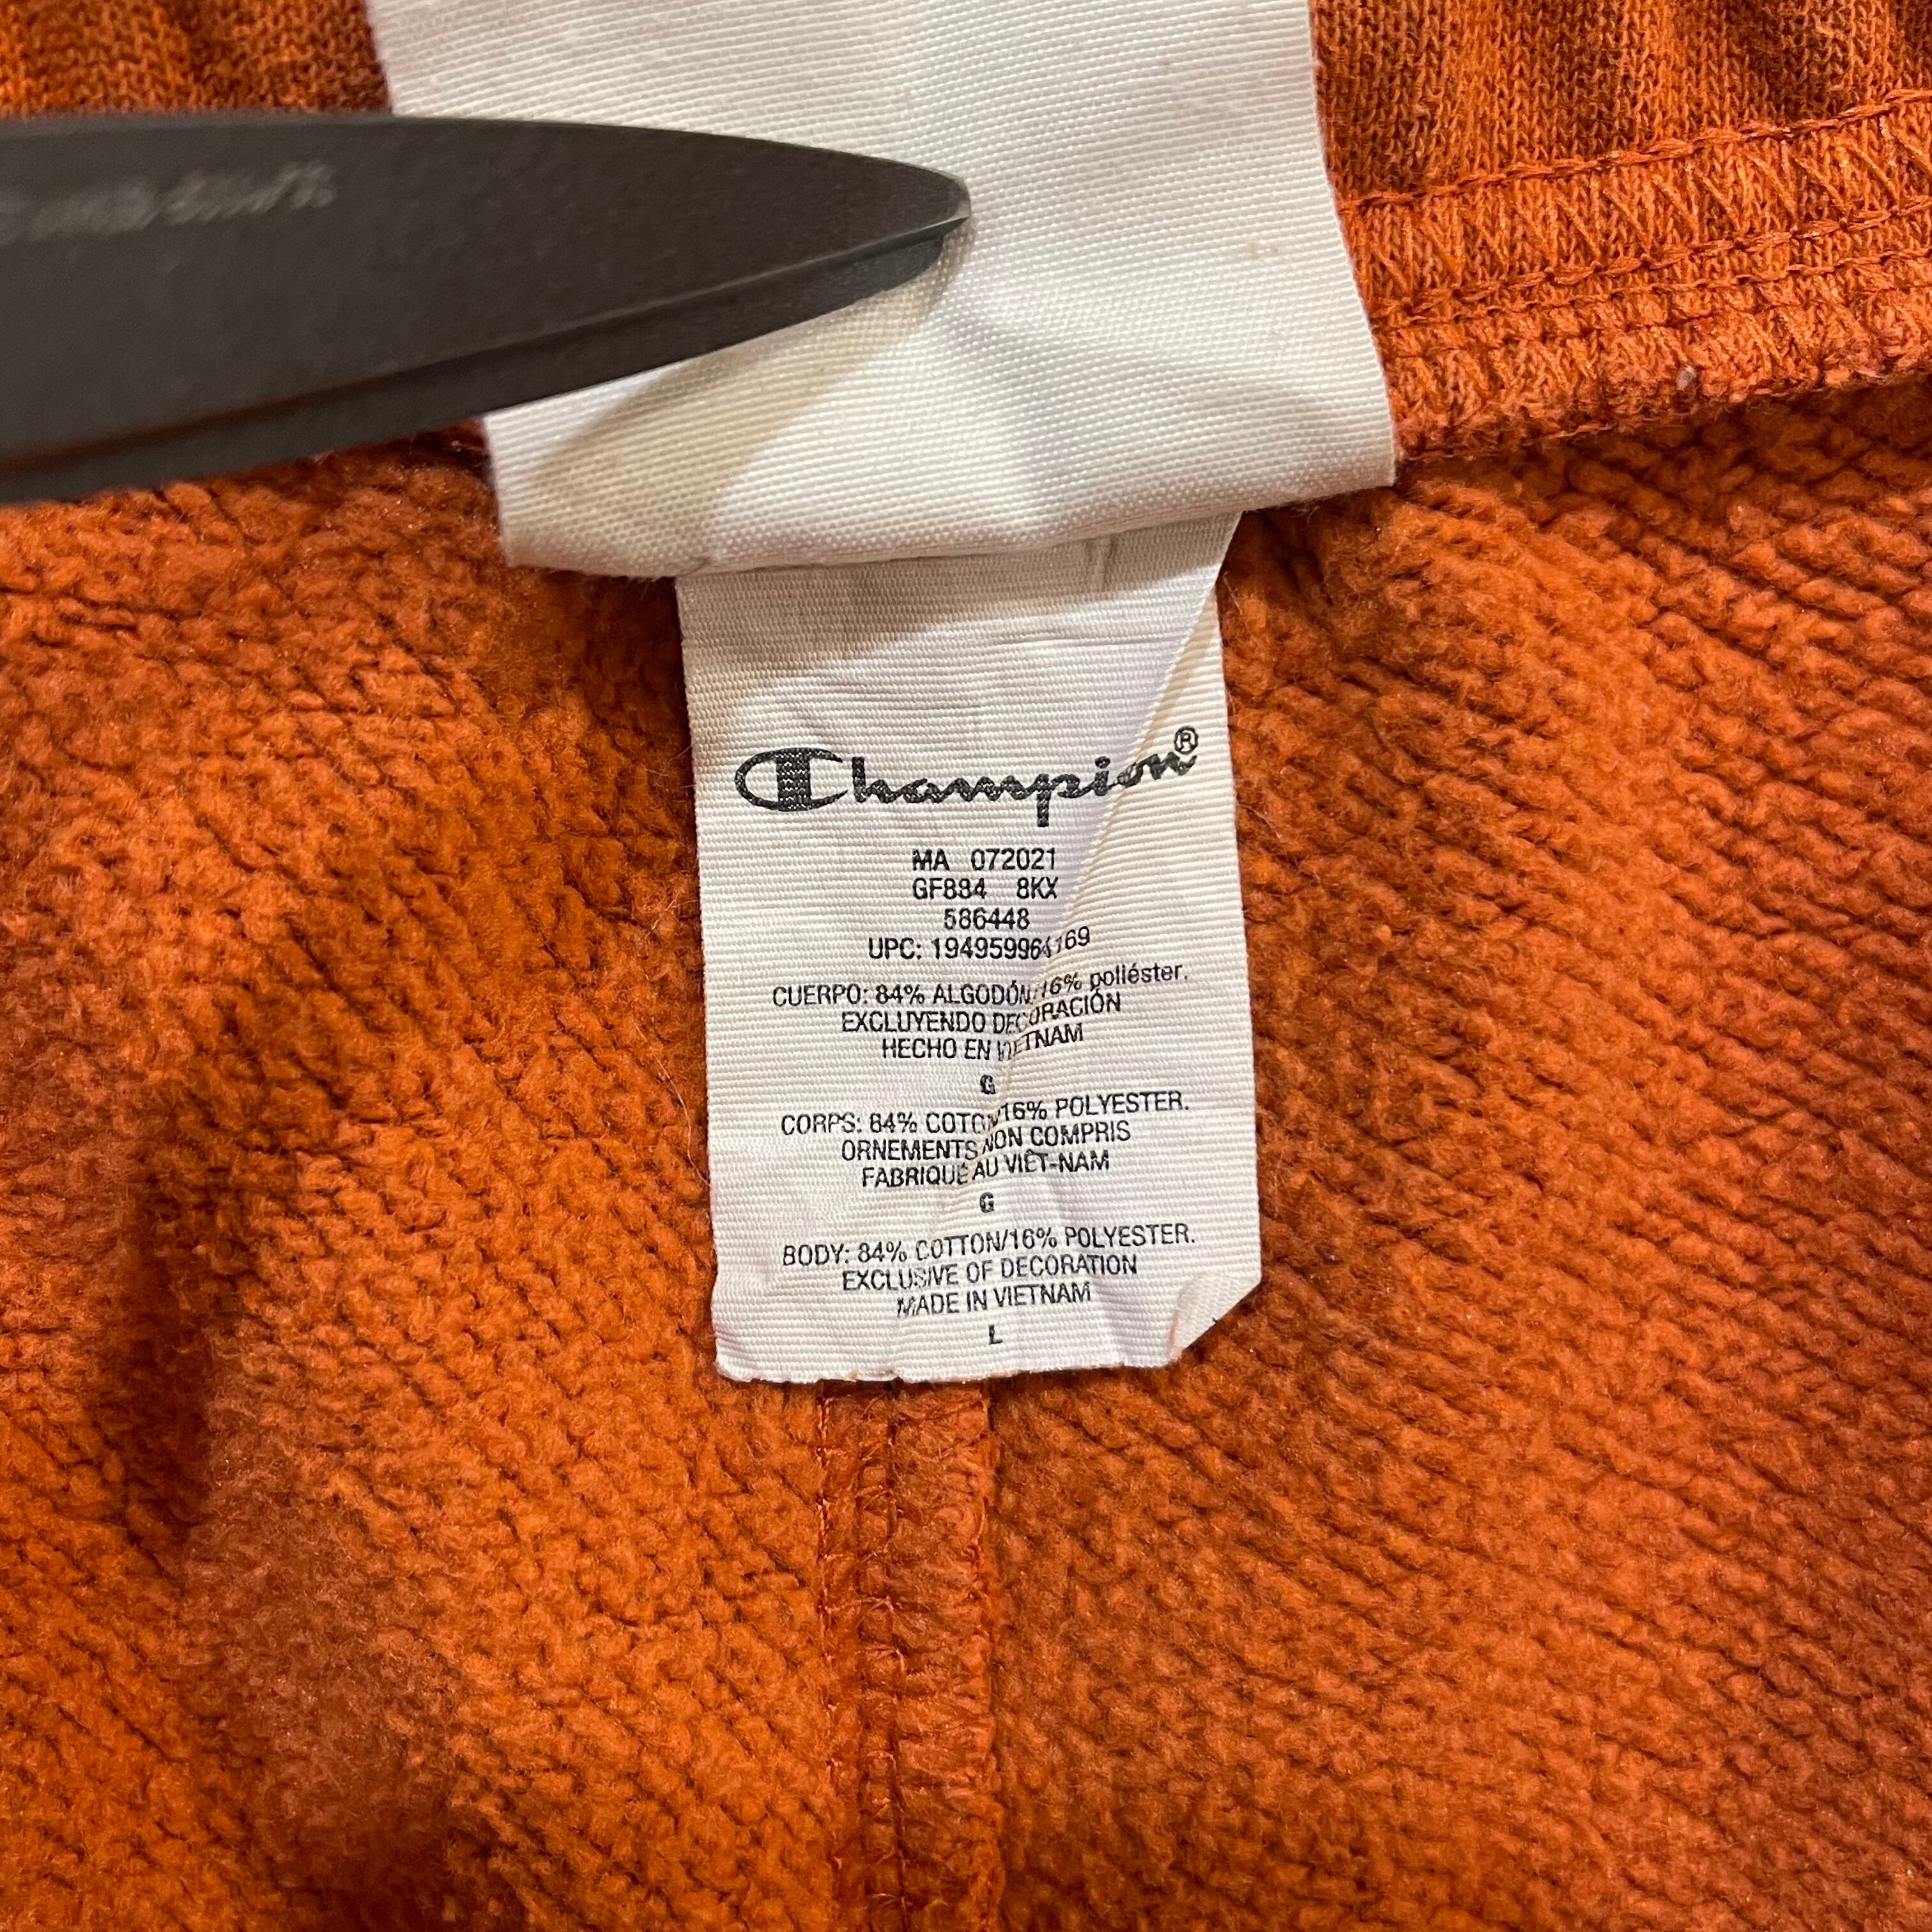 Champion®
MA 072021
GF884 8KX
586448
UPC: 194959964169
CUERPO: 84% ALGODÓN/16% poliéster.
EXCLUYENDO DECORACIÓN
HECHO EN VIETNAM
G
CORPS: 84% COTON/16% POLYESTER.
ORNEMENTS NON COMPRIS
FABRIQUÉ AU VIÊT-NAM
G
BODY: 84% COTTON/16% POLYESTER.
EXCLUSIVE OF DECORATION
MADE IN VIETNAM
L